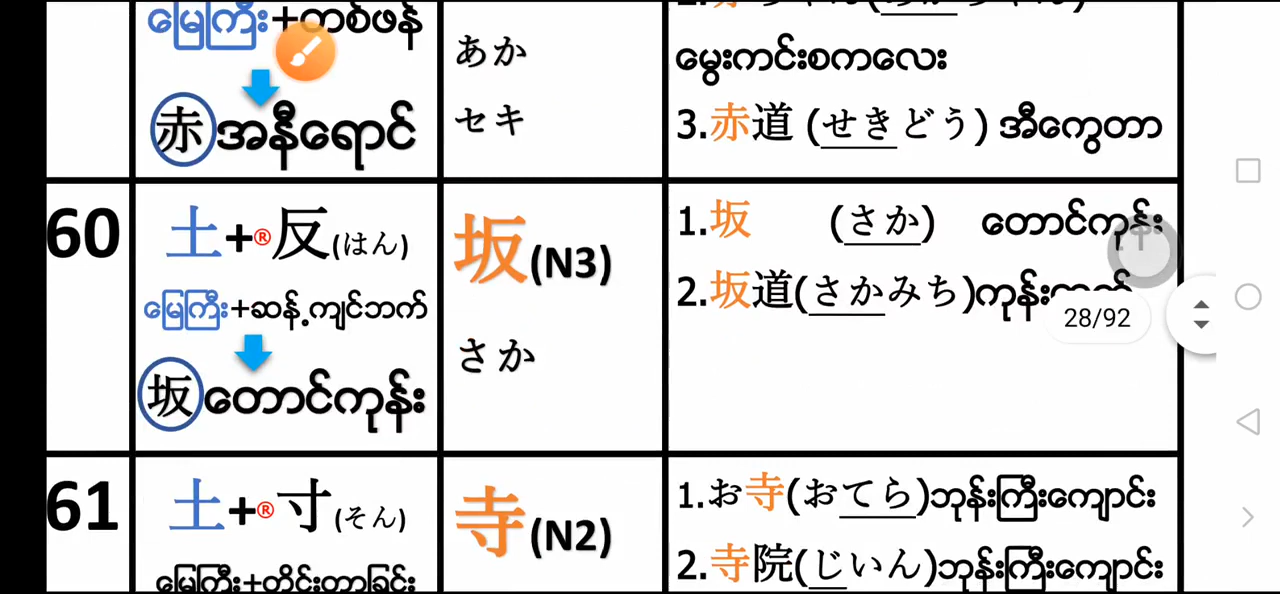 မြေကြီး+တစ်ဖန်
赤 အနီရောင်
あか
セキ
မွေးကင်းစကလေး
3.赤道 (せきどう) အီကွေတာ
60
土+®反(はん)
မြေကြီး+ဆန့်ကျင်ဘက်
坂 တောင်ကုန်း
坂(N3)
さか
1.坂 (さか) တောင်ကုန်း
2.坂道(さかみち)ကုန်း
28/92
61
土+®寸(そん)
မြေကြီး+တိုင်းတာခြင်း
寺(N2)
1.お寺(おてら)ဘုန်းကြီးကျောင်း
2.寺院(じいん)ဘုန်းကြီးကျောင်း